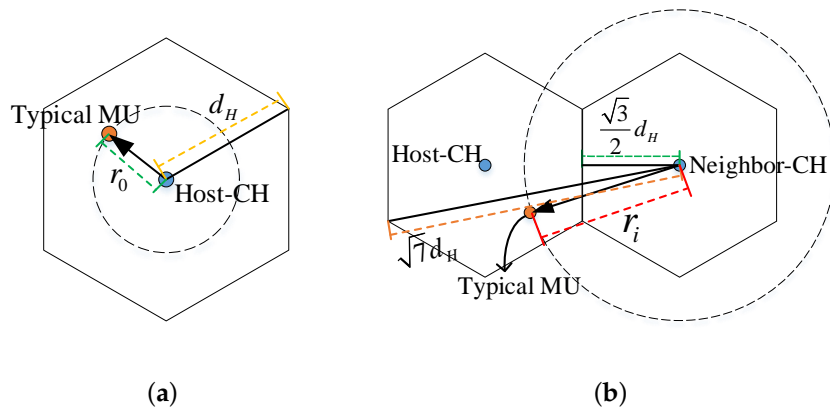 Typical MU
d_H
r_0
Host-CH
(a)
Host-CH
√3/2 d_H
Neighbor-CH
r_i
√7 d_H
Typical MU
(b)